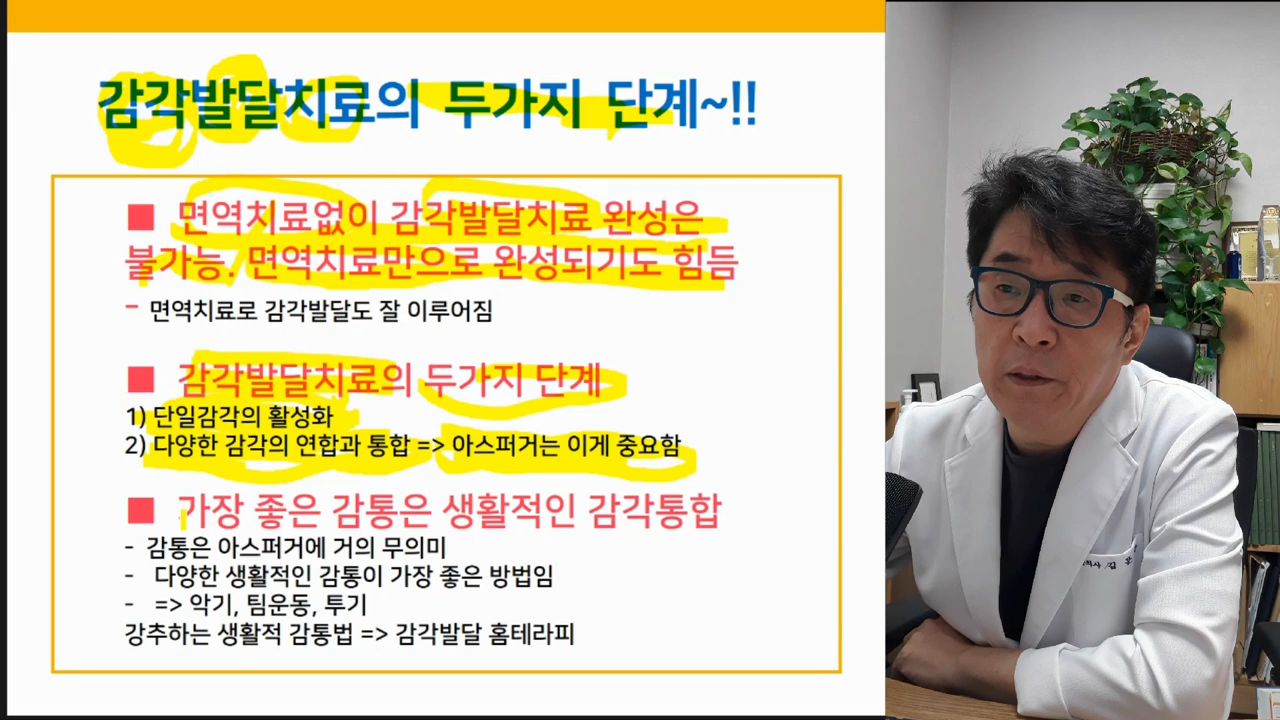 감각발달치료의 두가지 단계~!!
■ 면역치료없이 감각발달치료 완성은
불가능. 면역치료만으로 완성되기도 힘듬
- 면역치료로 감각발달도 잘 이루어짐
■ 감각발달치료의 두가지 단계
1) 단일감각의 활성화
2) 다양한 감각의 연합과 통합 => 아스퍼거는 이게 중요함
■ 가장 좋은 감통은 생활적인 감각통합
- 감통은 아스퍼거에 거의 무의미
- 다양한 생활적인 감통이 가장 좋은 방법임
- => 악기, 팀운동, 투기
강추하는 생활적 감통법 => 감각발달 홈테라피